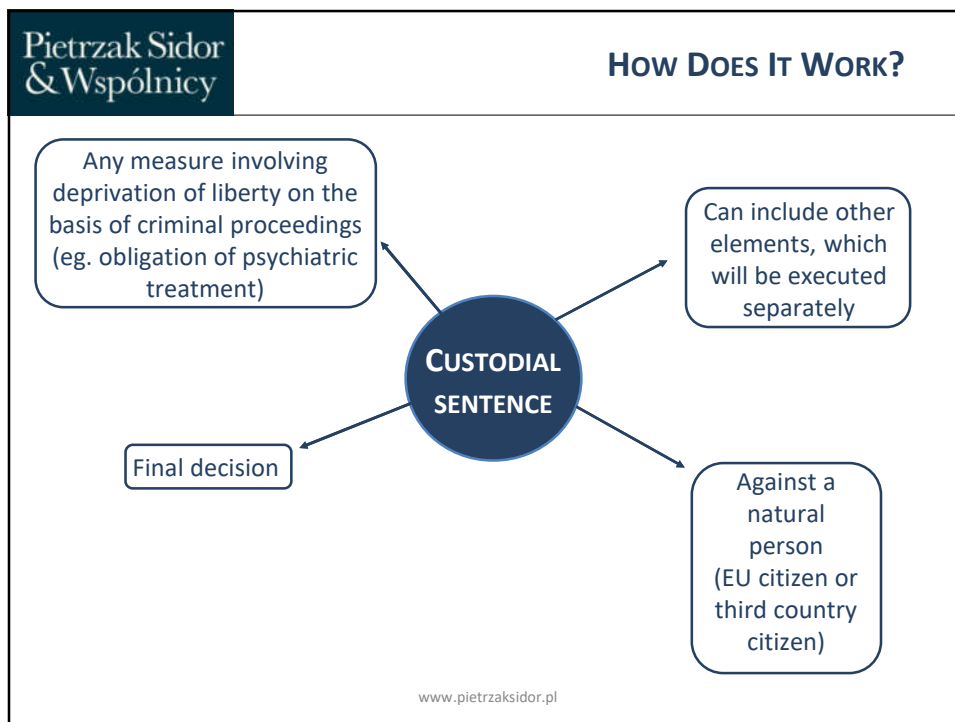 Pietrzak Sidor
& Wspólnicy
HOW DOES IT WORK?
Any measure involving
deprivation of liberty on the
basis of criminal proceedings
(eg. obligation of psychiatric
treatment)
Can include other
elements, which
will be executed
separately
CUSTODIAL
SENTENCE
Final decision
Against a
natural
person
(EU citizen or
third country
citizen)
www.pietrzaksidor.pl